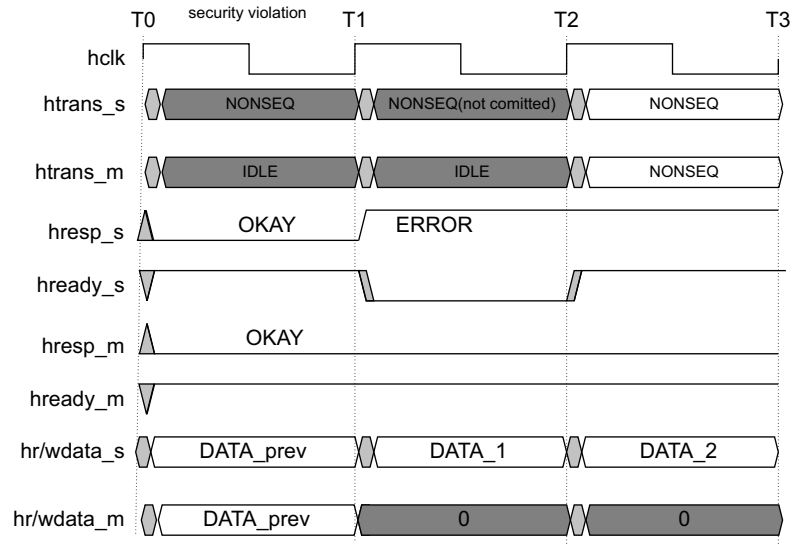 security violation
T0 T1 T2 T3
hclk
htrans_s NONSEQ NONSEQ(not comitted) NONSEQ
htrans_m IDLE IDLE NONSEQ
hresp_s OKAY ERROR
hready_s
hresp_m OKAY
hready_m
hr/wdata_s DATA_prev DATA_1 DATA_2
hr/wdata_m DATA_prev 0 0